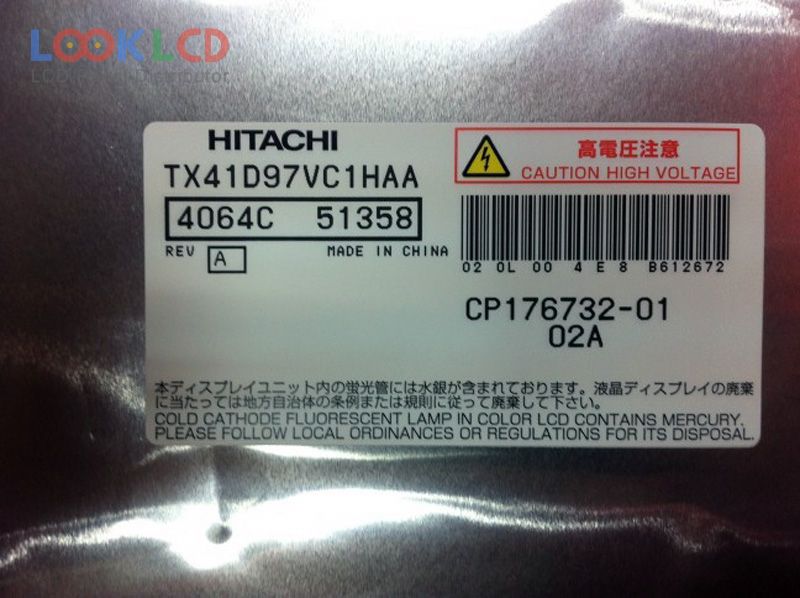 LOOK LCD
Distributor
HITACHI
TX41D97VC1HAA
4064C 51358
REV A MADE IN CHINA
高電圧注意
CAUTION HIGH VOLTAGE
02 0L 00 4 E 8 B612672
CP176732-01
02A
本ディスプレイユニット内の蛍光管には水銀が含まれております。液晶ディスプレイの廃棄
に当たっては地方自治体の条例または規則に従って廃棄して下さい。
COLD CATHODE FLUORESCENT LAMP IN COLOR LCD CONTAINS MERCURY.
PLEASE FOLLOW LOCAL ORDINANCES OR REGULATIONS FOR ITS DISPOSAL.